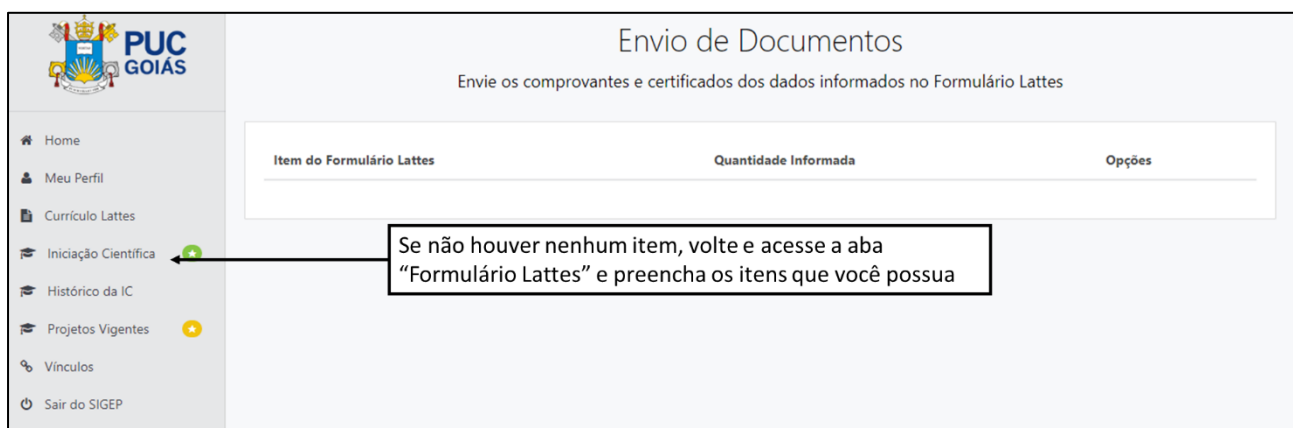 PUC
GOIÁS
Home
Meu Perfil
Currículo Lattes
Iniciação Científica
Histórico da IC
Projetos Vigentes
Vínculos
Sair do SIGEP
Envio de Documentos
Envie os comprovantes e certificados dos dados informados no Formulário Lattes
Item do Formulário Lattes Quantidade Informada Opções
Se não houver nenhum item, volte e acesse a aba
“Formulário Lattes” e preencha os itens que você possua